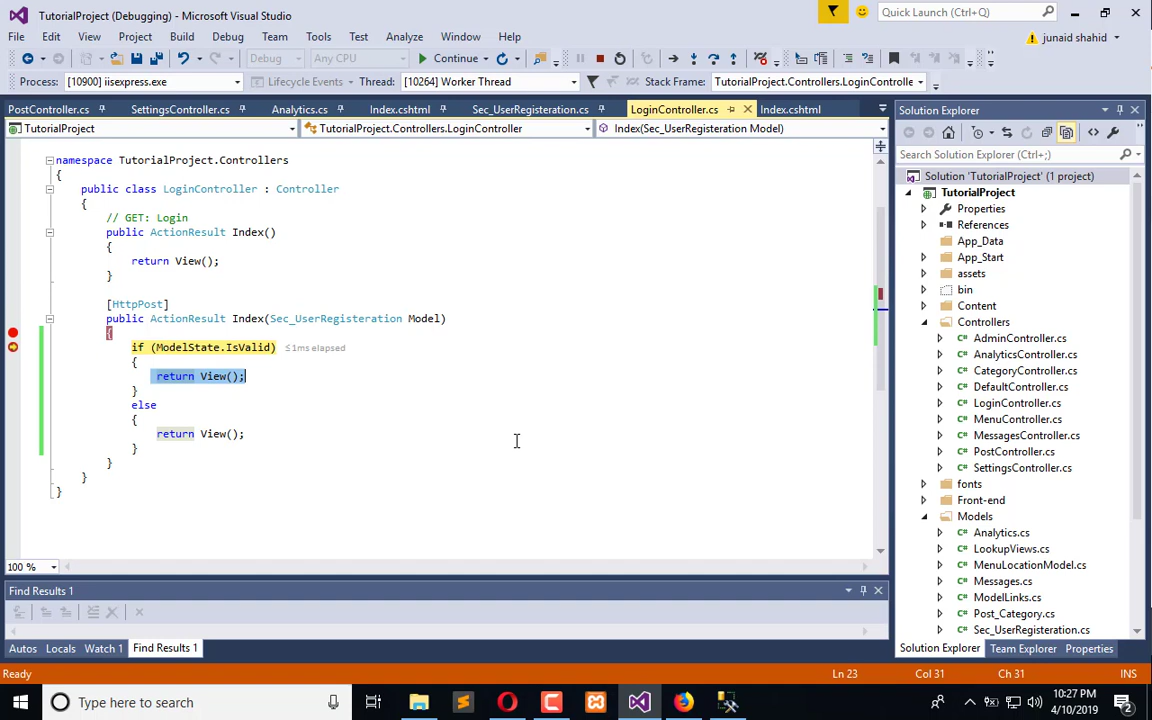 TutorialProject (Debugging) - Microsoft Visual Studio
Quick Launch (Ctrl+Q)
File Edit View Project Build Debug Team Tools Test Architecture Analyze Window Help
junaid shahid
Debug Any CPU Continue
Process: [10900] iisexpress.exe Lifecycle Events Thread: [10264] Worker Thread Stack Frame: TutorialProject.Controllers.LoginControlle
PostController.cs SettingsController.cs Analytics.cs Index.cshtml Sec_UserRegisteration.cs LoginController.cs Index.cshtml
TutorialProject TutorialProject.Controllers.LoginController Index(Sec_UserRegisteration Model)
namespace TutorialProject.Controllers
{
public class LoginController : Controller
{
// GET: Login
public ActionResult Index()
{
return View();
}
[HttpPost]
public ActionResult Index(Sec_UserRegisteration Model)
{
if (ModelState.IsValid) ≤1ms elapsed
{
return View();
}
else
{
return View();
}
}
}
}
100 %
Find Results 1
Autos Locals Watch 1 Find Results 1
Solution Explorer
Search Solution Explorer (Ctrl+;)
Solution 'TutorialProject' (1 project)
TutorialProject
Properties
References
App_Data
App_Start
assets
bin
Content
Controllers
C# AdminController.cs
C# AnalyticsController.cs
C# CategoryController.cs
C# DefaultController.cs
C# LoginController.cs
C# MenuController.cs
C# MessagesController.cs
C# PostController.cs
C# SettingsController.cs
fonts
Front-end
Models
C# Analytics.cs
C# LookupViews.cs
C# MenuLocationModel.cs
C# Messages.cs
C# ModelLinks.cs
C# Post_Category.cs
C# Sec_UserRegisteration.cs
Solution Explorer Team Explorer Properties
Ready Ln 23 Col 31 Ch 31 INS
Type here to search
10:27 PM
4/10/2019
2